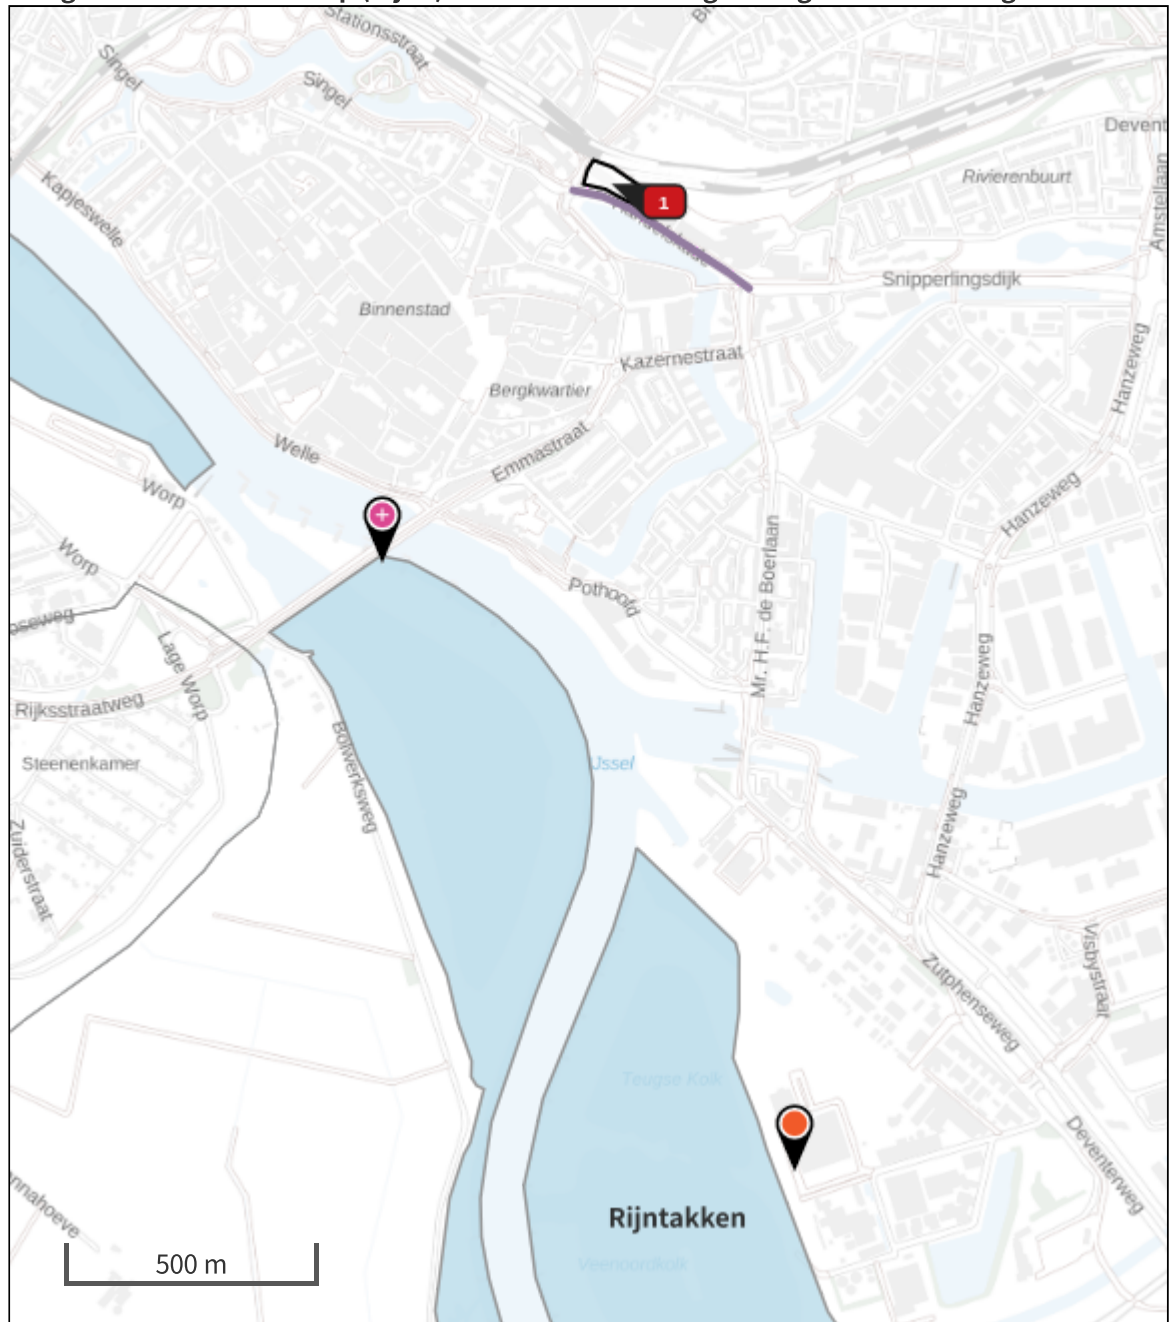 Stationsstraat
Singel
Singel
Devent
Rivierenbuurt
Amstellaan
1
Kapjeswelle
Snipperlingsdijk
Binnenstad
Kazernestraat
Hanzeweg
Bergkwartier
Emmastraat
Welle
Worp
Hanzeweg
Worp
Pothoofd
Mr. H.F. de Boerlaan
oseweg
Lage Worp
Hanzeweg
Rijksstraatweg
Bolwerksweg
Steenenkamer
IJssel
Zuiderstraat
Hanzeweg
Visbystraat
Zutphenseweg
Teugse Kolk
Deventerweg
nnahoeve
Rijntakken
500 m
Veenoordkolk